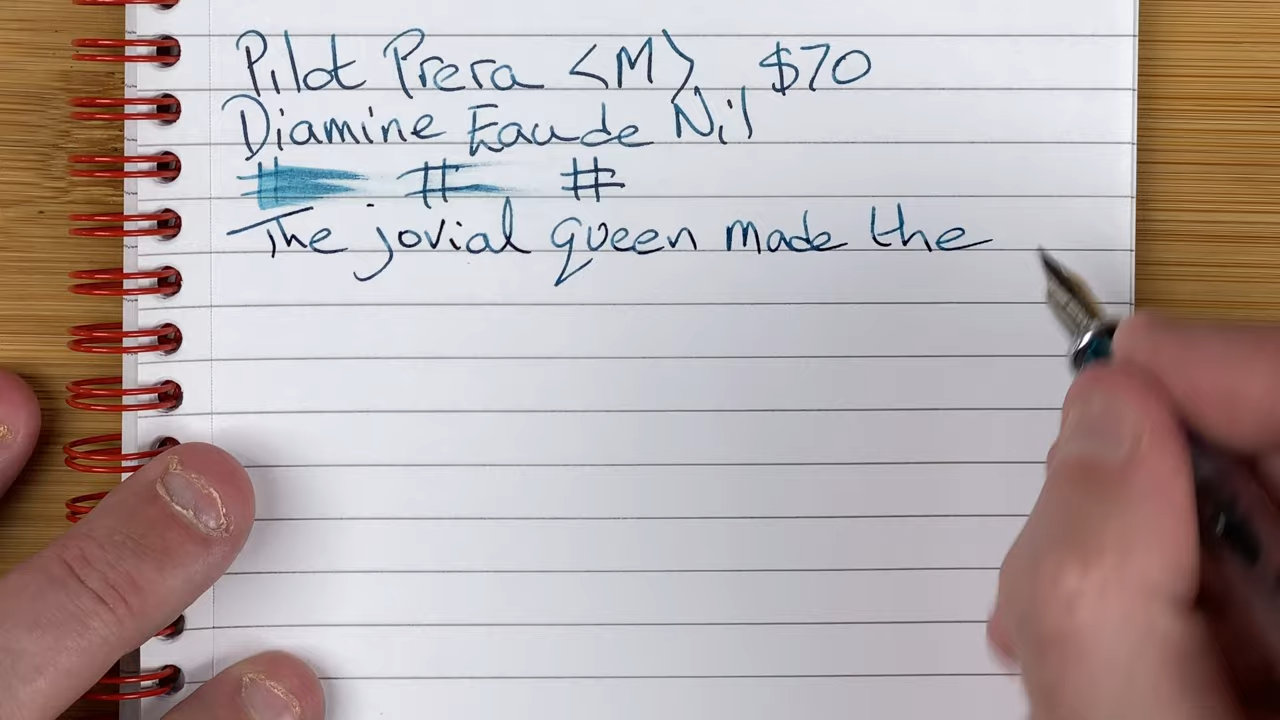 Pilot Prera <M> $70
Diamine Eau de Nil
# # #
The jovial queen made the